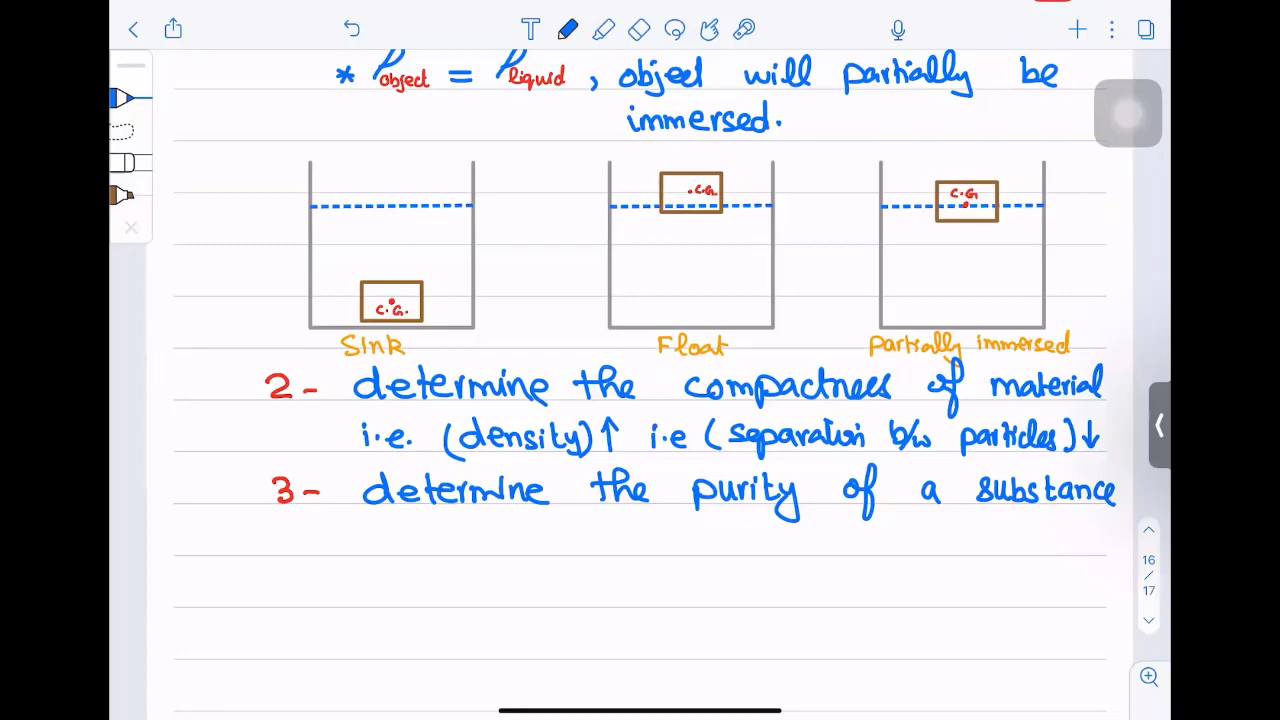 * ρobject = ρliquid , object will partially be
immersed.
C.G.
.C.G.
C.G.
Sink
Float
Partially immersed
2- determine the compactness of material
i.e. (density)↑ i.e (separation b/w particles)↓
3- determine the purity of a substance
16
/
17